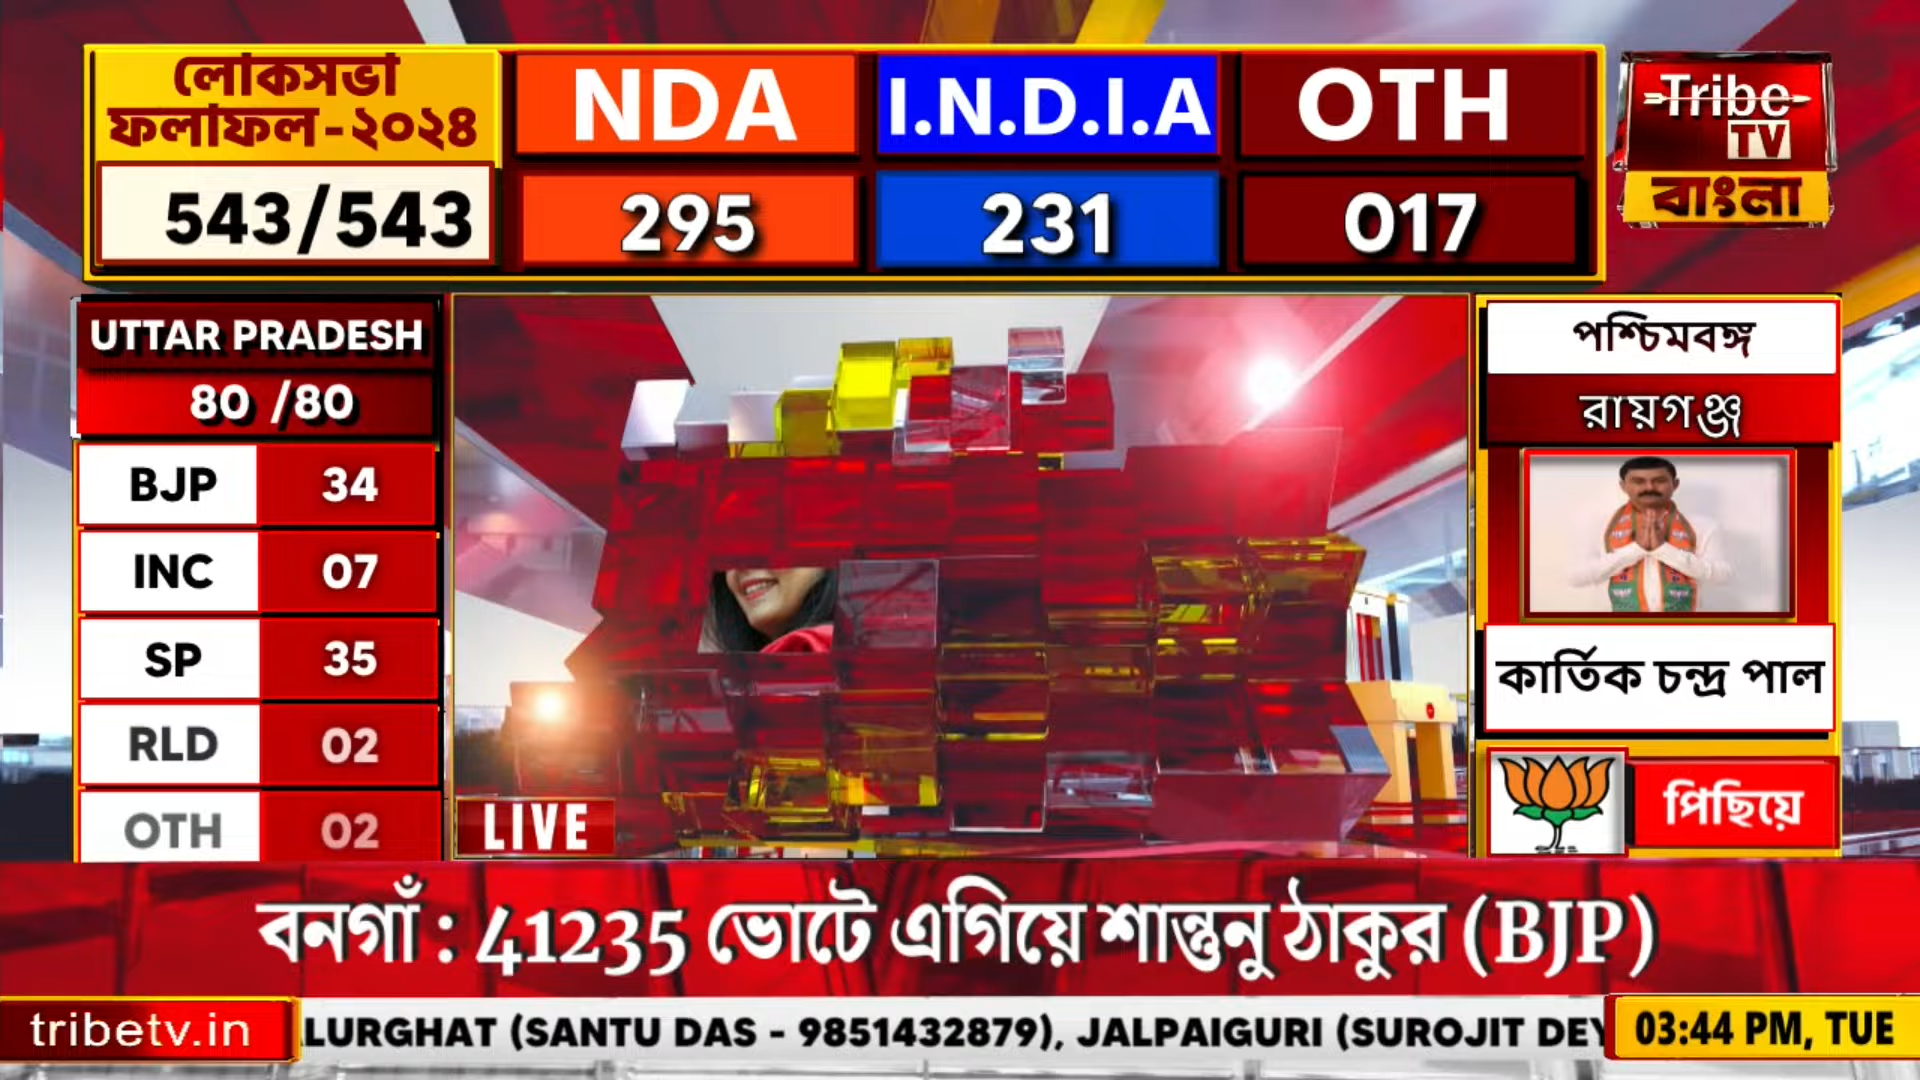 লোকসভা
ফলাফল-২০২৪
543/543
NDA
295
I.N.D.I.A
231
OTH
017
Tribe
TV
বাংলা
UTTAR PRADESH
80 /80
BJP 34
INC 07
SP 35
RLD 02
OTH 02
LIVE
পশ্চিমবঙ্গ
রায়গঞ্জ
কার্তিক চন্দ্র পাল
পিছিয়ে
বনগাঁ : 41235 ভোটে এগিয়ে শান্তুনু ঠাকুর (BJP)
tribetv.in
LURGHAT (SANTU DAS - 9851432879), JALPAIGURI (SUROJIT DEY
03:44 PM, TUE